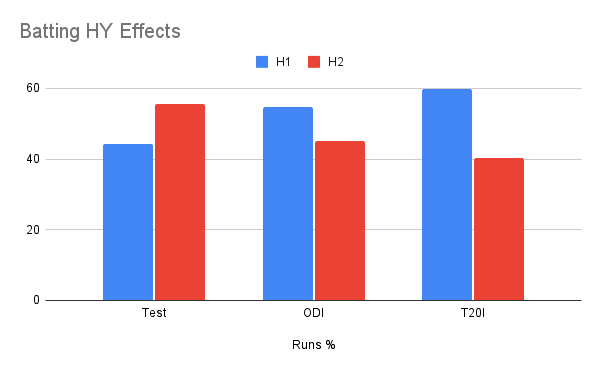 Batting HY Effects
H1 H2
60
40
20
0
Test ODI T20I
Runs %